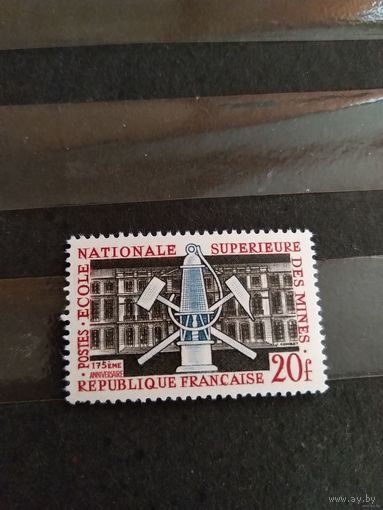 · POSTES · ECOLE NATIONALE SUPERIEURE DES MINES ·
175ÈME
ANNIVERSAIRE
REPUBLIQUE FRANCAISE
20f
www.ay.by